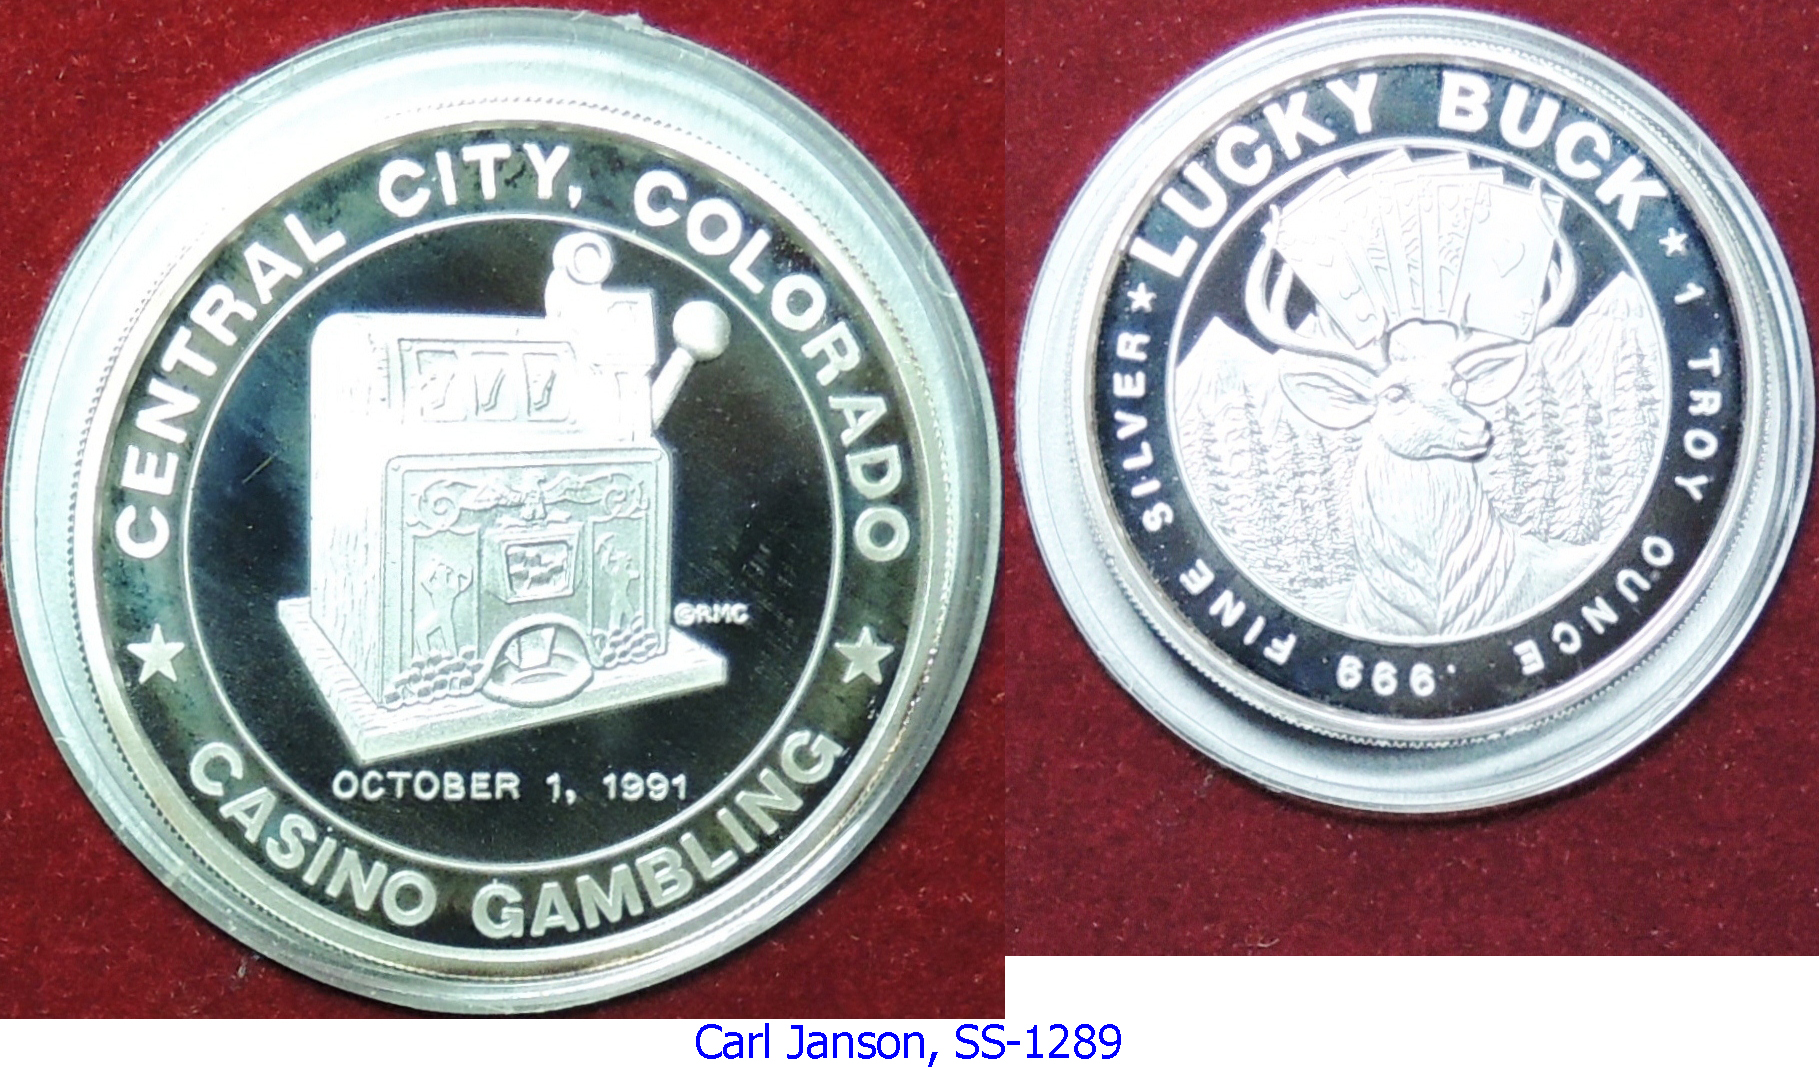 CENTRAL CITY, COLORADO
777
©RMC
OCTOBER 1, 1991
★ CASINO GAMBLING ★
★ LUCKY BUCK ★
1 TROY OUNCE .999 FINE SILVER
Carl Janson, SS-1289